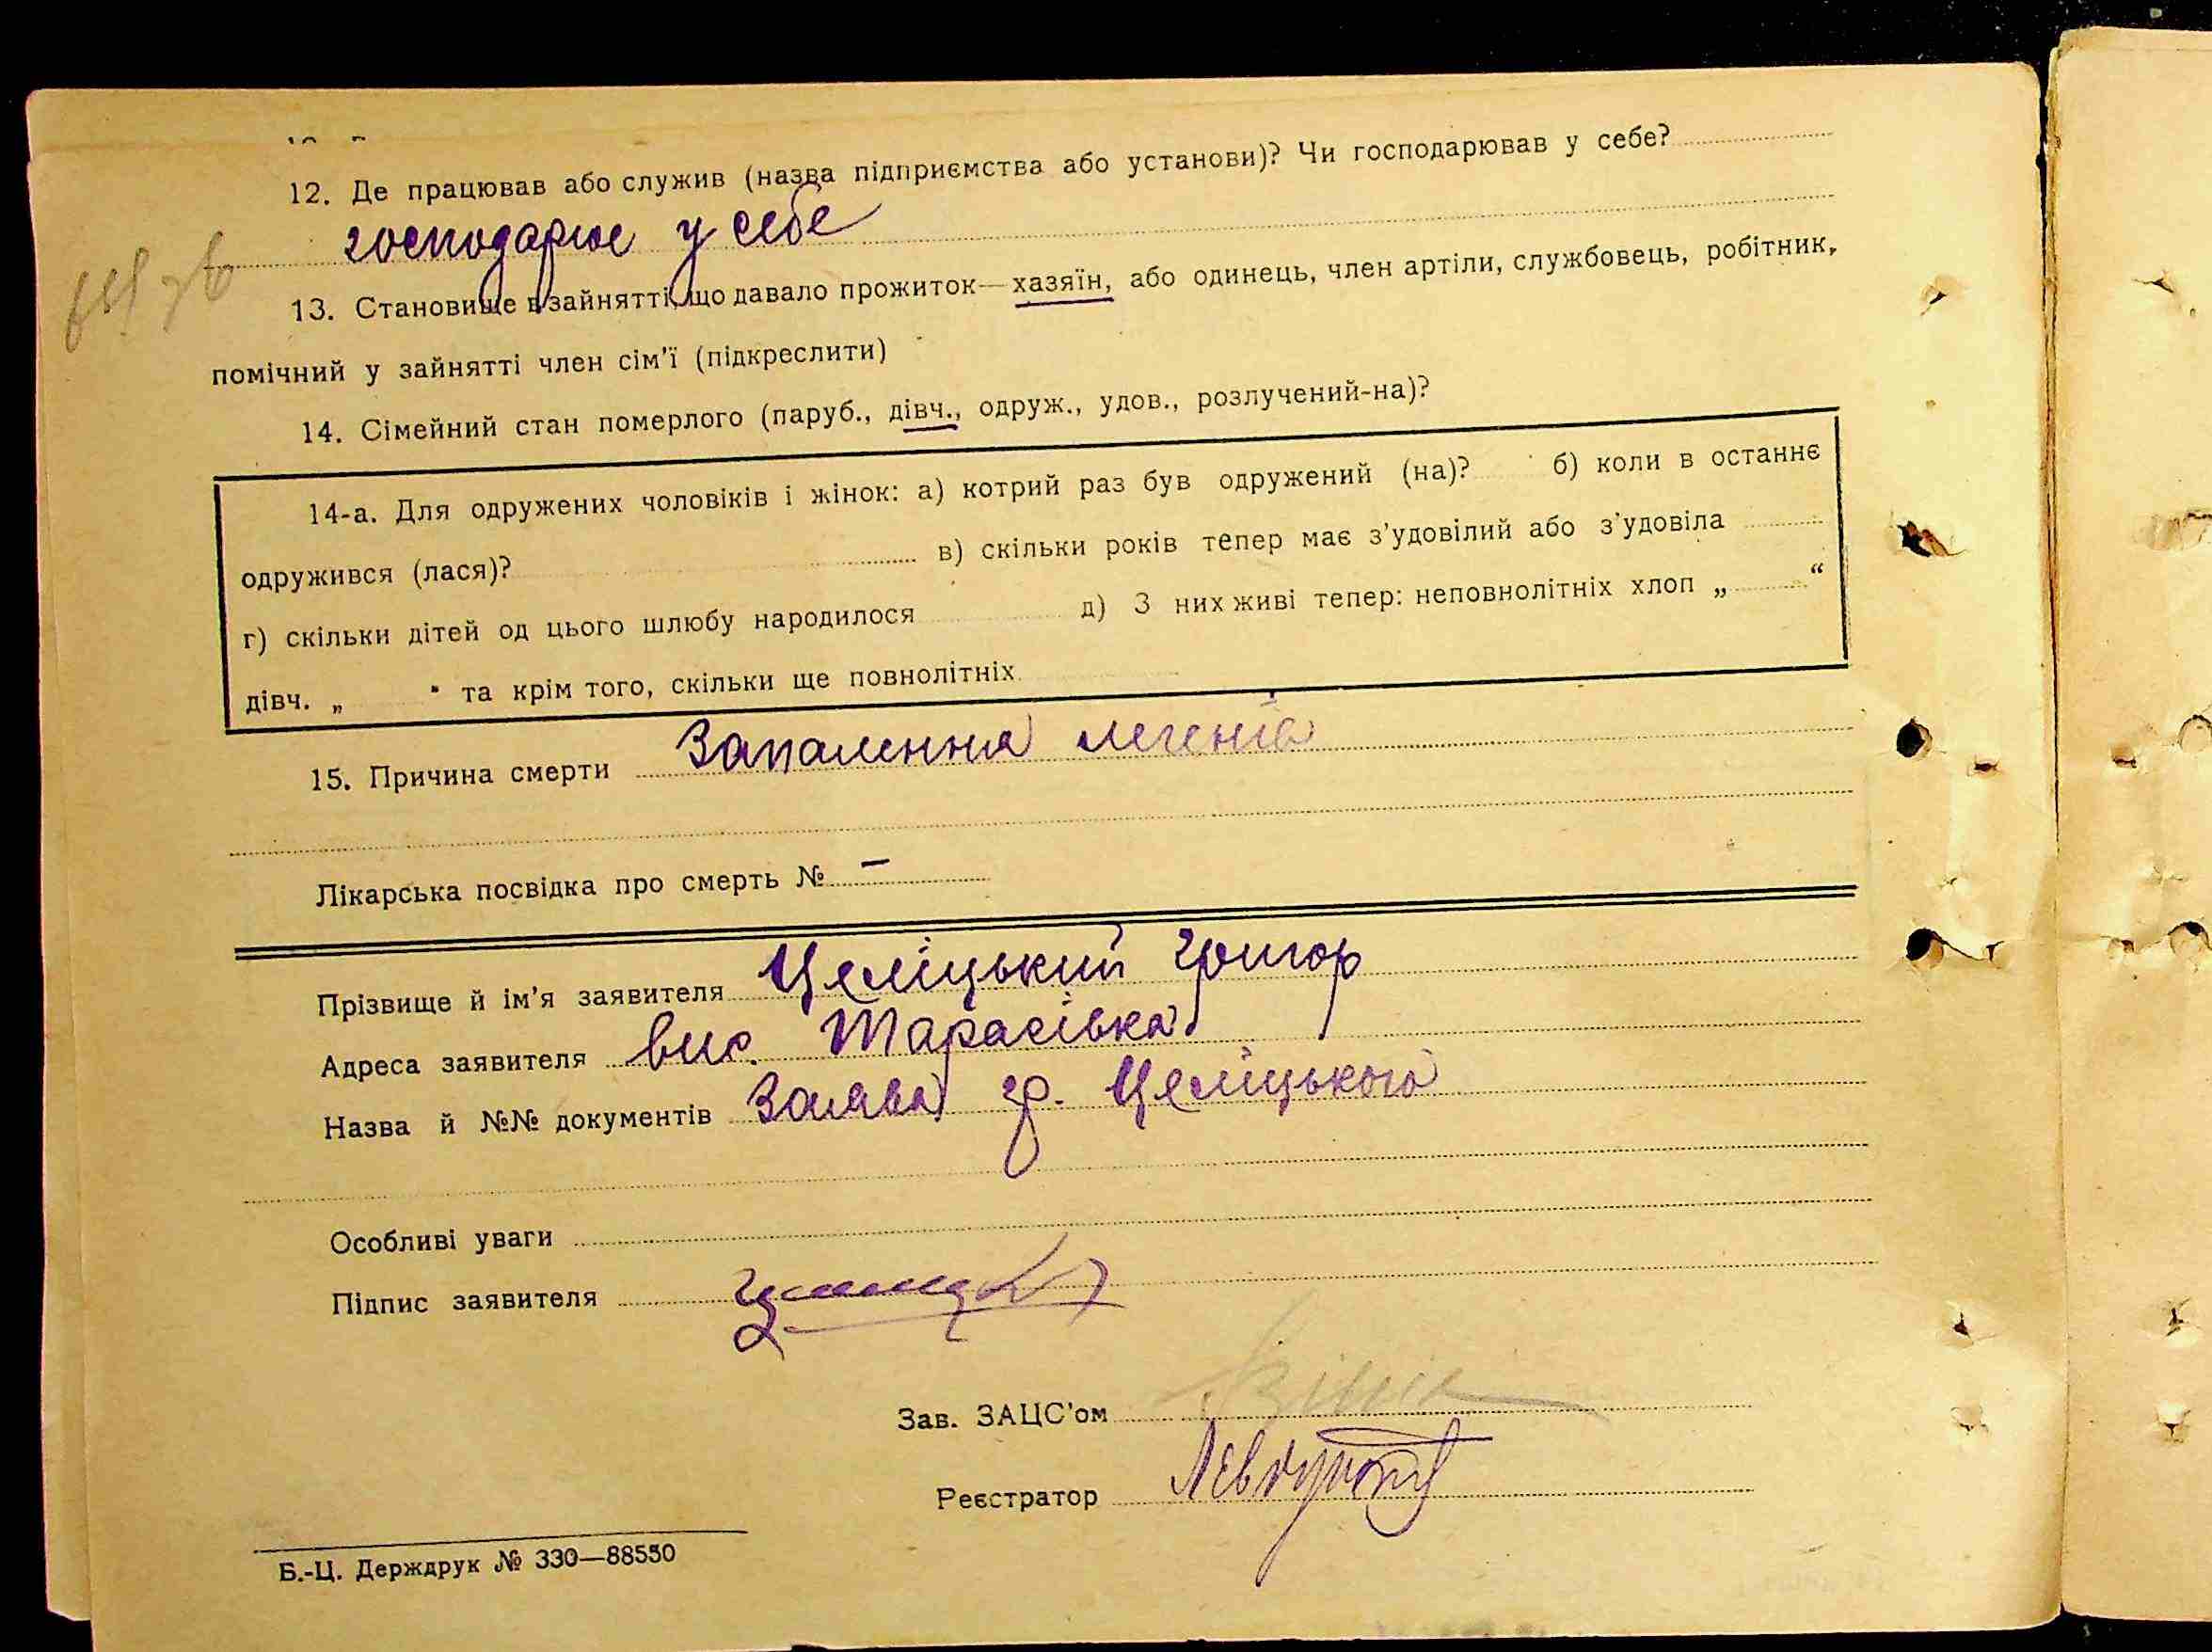 12. Де працював або служив (назва підприємства або установи)? Чи господарював у себе?
господарює у себе
13. Становище в зайнятті, що давало прожиток—хазяїн, або одинець, член артіли, службовець, робітник,
помічний у зайнятті член сім'ї (підкреслити)
14. Сімейний стан померлого (паруб., дівч., одруж., удов., розлучений-на)?
14-а. Для одружених чоловіків і жінок: а) котрий раз був одружений (на)? б) коли в останнє
одружився (лася)? в) скільки років тепер має з'удовілий або з'удовіла
г) скільки дітей од цього шлюбу народилося д) З них живі тепер: неповнолітніх хлоп „ “
дівч. „ “ та крім того, скільки ще повнолітніх
15. Причина смерти Запалення легенів
Лікарська посвідка про смерть № —
Прізвище й ім'я заявителя Целіцький Григор
Адреса заявителя вис. Тарасівка
Назва й №№ документів Заява гр. Целіцького
Особливі уваги
Підпис заявителя
Зав. ЗАЦС'ом
Реєстратор
Б.-Ц. Держдрук № 330—88550